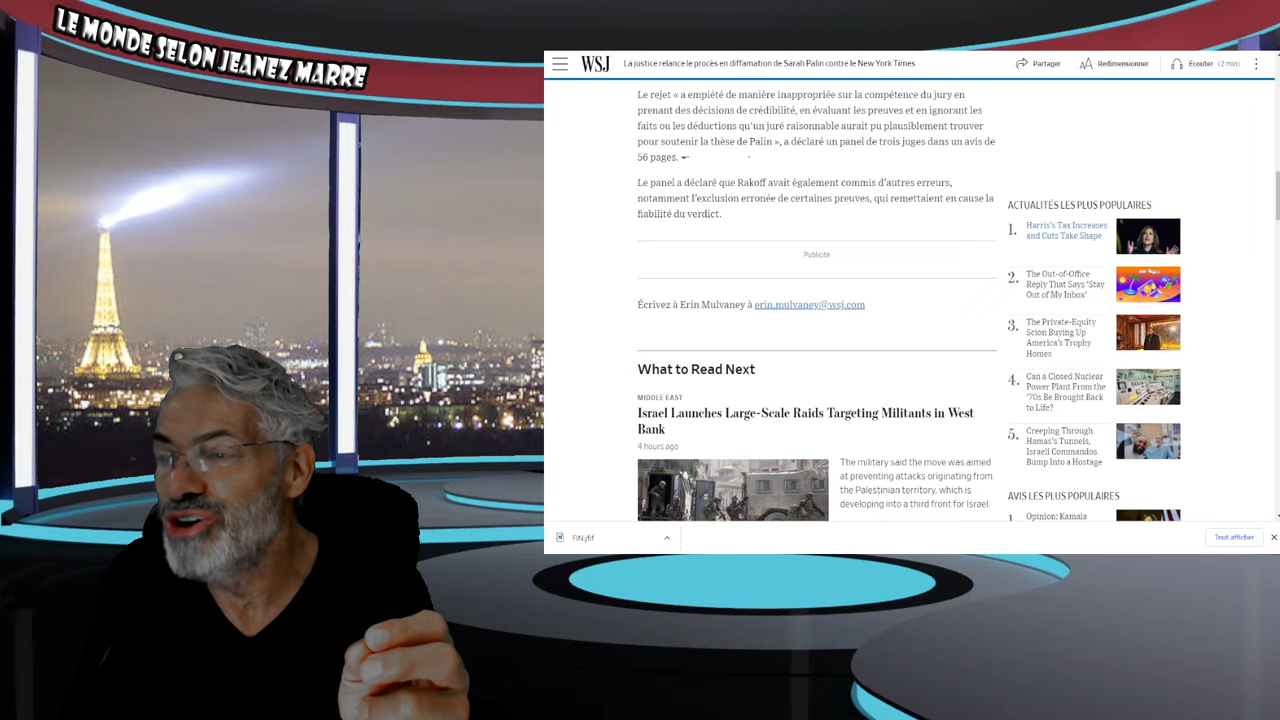 LE MONDE SELON JEANEZ MARRE
WSJ
La justice relance le procès en diffamation de Sarah Palin contre le New York Times
Partager
Redimensionner
Ecouter (2 min)
Le rejet « a empiété de manière inappropriée sur la compétence du jury en
prenant des décisions de crédibilité, en évaluant les preuves et en ignorant les
faits ou les déductions qu'un juré raisonnable aurait pu plausiblement trouver
pour soutenir la thèse de Palin », a déclaré un panel de trois juges dans un avis de
56 pages.
Le panel a déclaré que Rakoff avait également commis d'autres erreurs,
notamment l'exclusion erronée de certaines preuves, qui remettaient en cause la
fiabilité du verdict.
Publicité
Écrivez à Erin Mulvaney à erin.mulvaney@wsj.com
What to Read Next
MIDDLE EAST
Israel Launches Large-Scale Raids Targeting Militants in West
Bank
4 hours ago
The military said the move was aimed
at preventing attacks originating from
the Palestinian territory, which is
developing into a third front for Israel
ACTUALITÉS LES PLUS POPULAIRES
1. Harris's Tax Increases
and Cuts Take Shape
2. The Out-of-Office
Reply That Says 'Stay
Out of My Inbox'
3. The Private-Equity
Scion Buying Up
America's Trophy
Homes
4. Can a Closed Nuclear
Power Plant From the
'70s Be Brought Back
to Life?
5. Creeping Through
Hamas's Tunnels,
Israeli Commandos
Bump Into a Hostage
AVIS LES PLUS POPULAIRES
1. Opinion: Kamala
FIN.jfif
Tout afficher